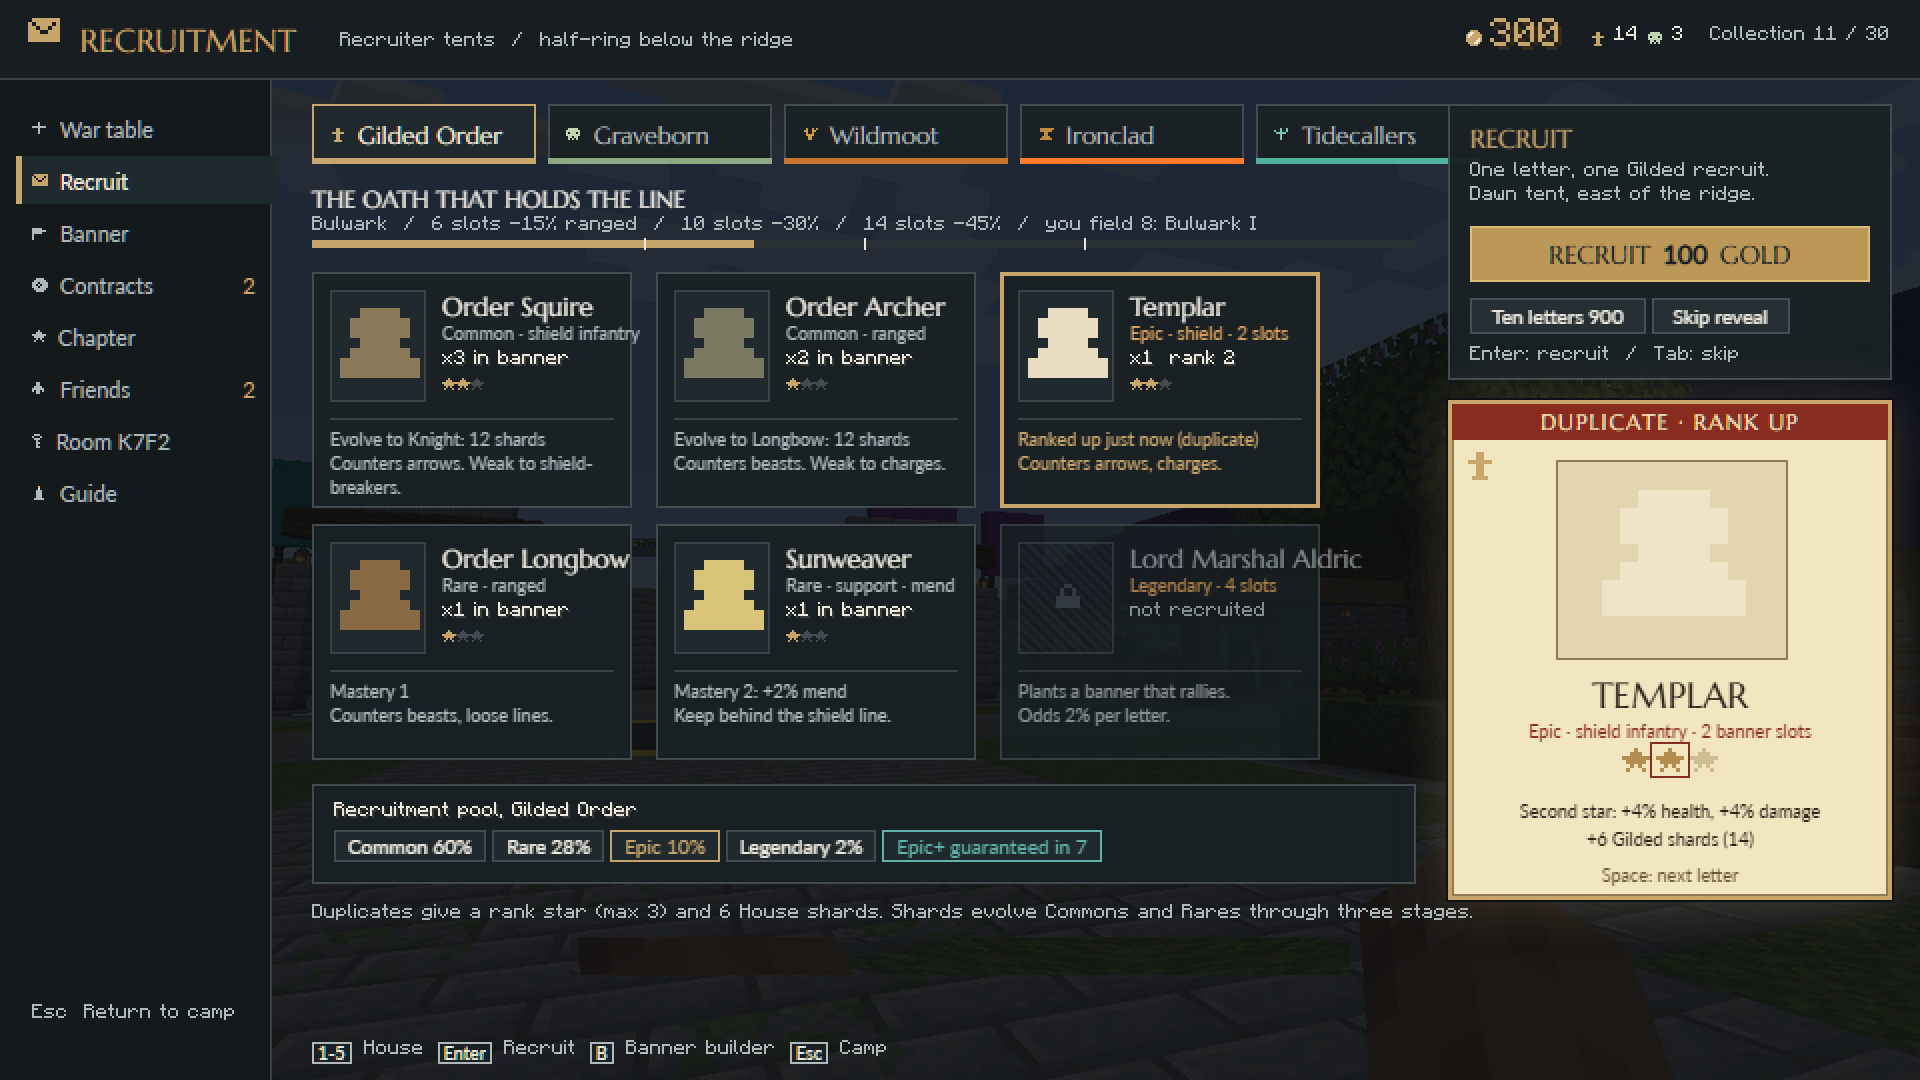 RECRUITMENT
Recruiter tents / half-ring below the ridge
300
14
3
Collection 11 / 30
War table
Recruit
Banner
Contracts 2
Chapter
Friends 2
Room K7F2
Guide
Esc Return to camp
Gilded Order
Graveborn
Wildmoot
Ironclad
Tidecallers
THE OATH THAT HOLDS THE LINE
Bulwark / 6 slots -15% ranged / 10 slots -30% / 14 slots -45% / you field 8: Bulwark I
Order Squire
Common - shield infantry
x3 in banner
Evolve to Knight: 12 shards
Counters arrows. Weak to shield-
breakers.
Order Archer
Common - ranged
x2 in banner
Evolve to Longbow: 12 shards
Counters beasts. Weak to charges.
Templar
Epic - shield - 2 slots
x1 rank 2
Ranked up just now (duplicate)
Counters arrows, charges.
Order Longbow
Rare - ranged
x1 in banner
Mastery 1
Counters beasts, loose lines.
Sunweaver
Rare - support - mend
x1 in banner
Mastery 2: +2% mend
Keep behind the shield line.
Lord Marshal Aldric
Legendary - 4 slots
not recruited
Plants a banner that rallies.
Odds 2% per letter.
Recruitment pool, Gilded Order
Common 60%
Rare 28%
Epic 10%
Legendary 2%
Epic+ guaranteed in 7
Duplicates give a rank star (max 3) and 6 House shards. Shards evolve Commons and Rares through three stages.
1-5 House Enter Recruit B Banner builder Esc Camp
RECRUIT
One letter, one Gilded recruit.
Dawn tent, east of the ridge.
RECRUIT 100 GOLD
Ten letters 900
Skip reveal
Enter: recruit / Tab: skip
DUPLICATE · RANK UP
TEMPLAR
Epic - shield infantry - 2 banner slots
Second star: +4% health, +4% damage
+6 Gilded shards (14)
Space: next letter